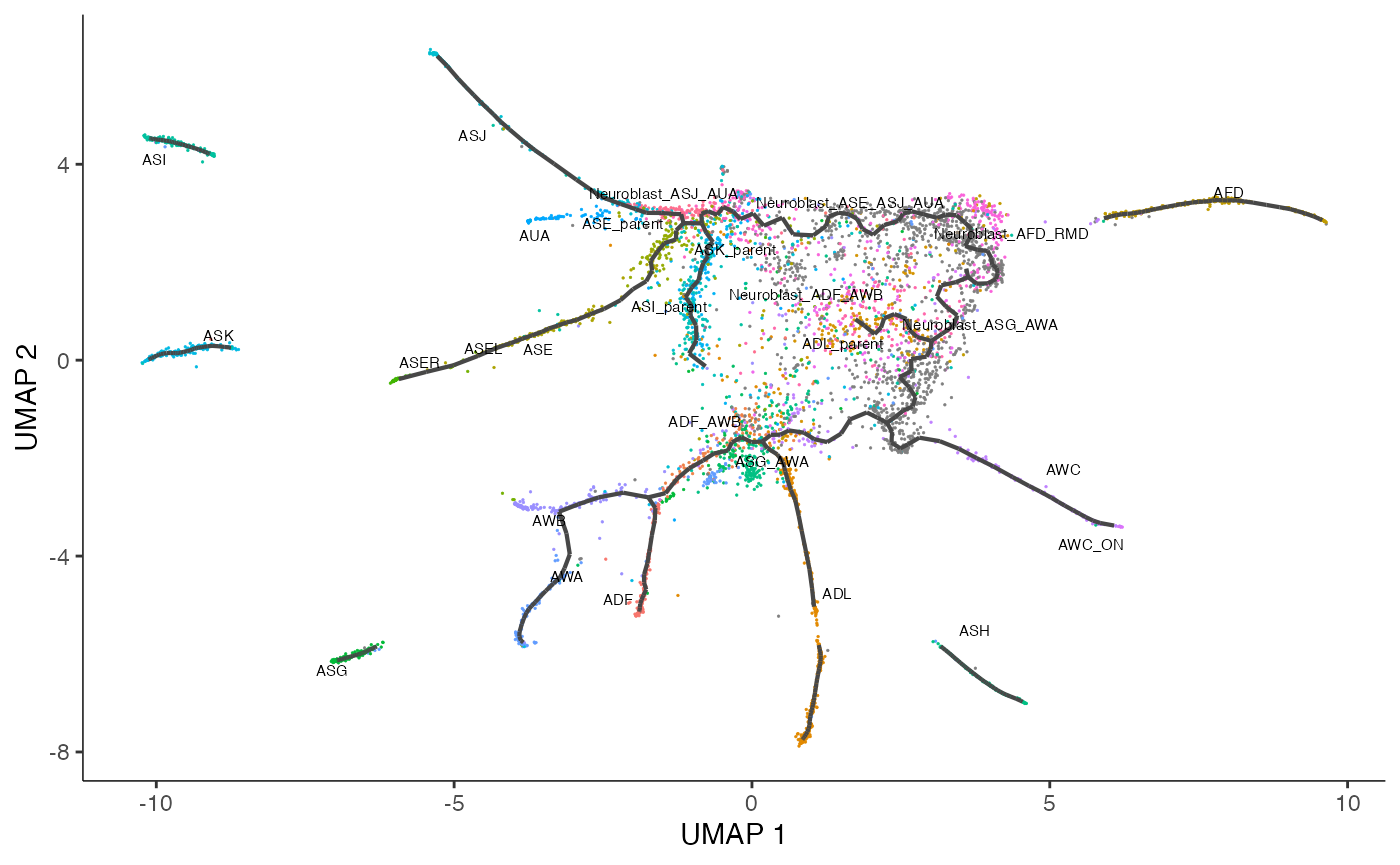 ASJ
4
ASI
Neuroblast_ASJ_AUA
Neuroblast_ASE_ASJ_AUA
AFD
ASE_parent
AUA
Neuroblast_AFD_RMD
ASK_parent
Neuroblast_ADF_AWB
ASI_parent
Neuroblast_ASG_AWA
ASK
ADL_parent
ASEL
ASE
0
ASER
UMAP 2
ADF_AWB
ASG_AWA
AWC
AWB
AWC_ON
-4
AWA
ADF
ADL
ASH
ASG
-8
-10
-5
0
5
10
UMAP 1